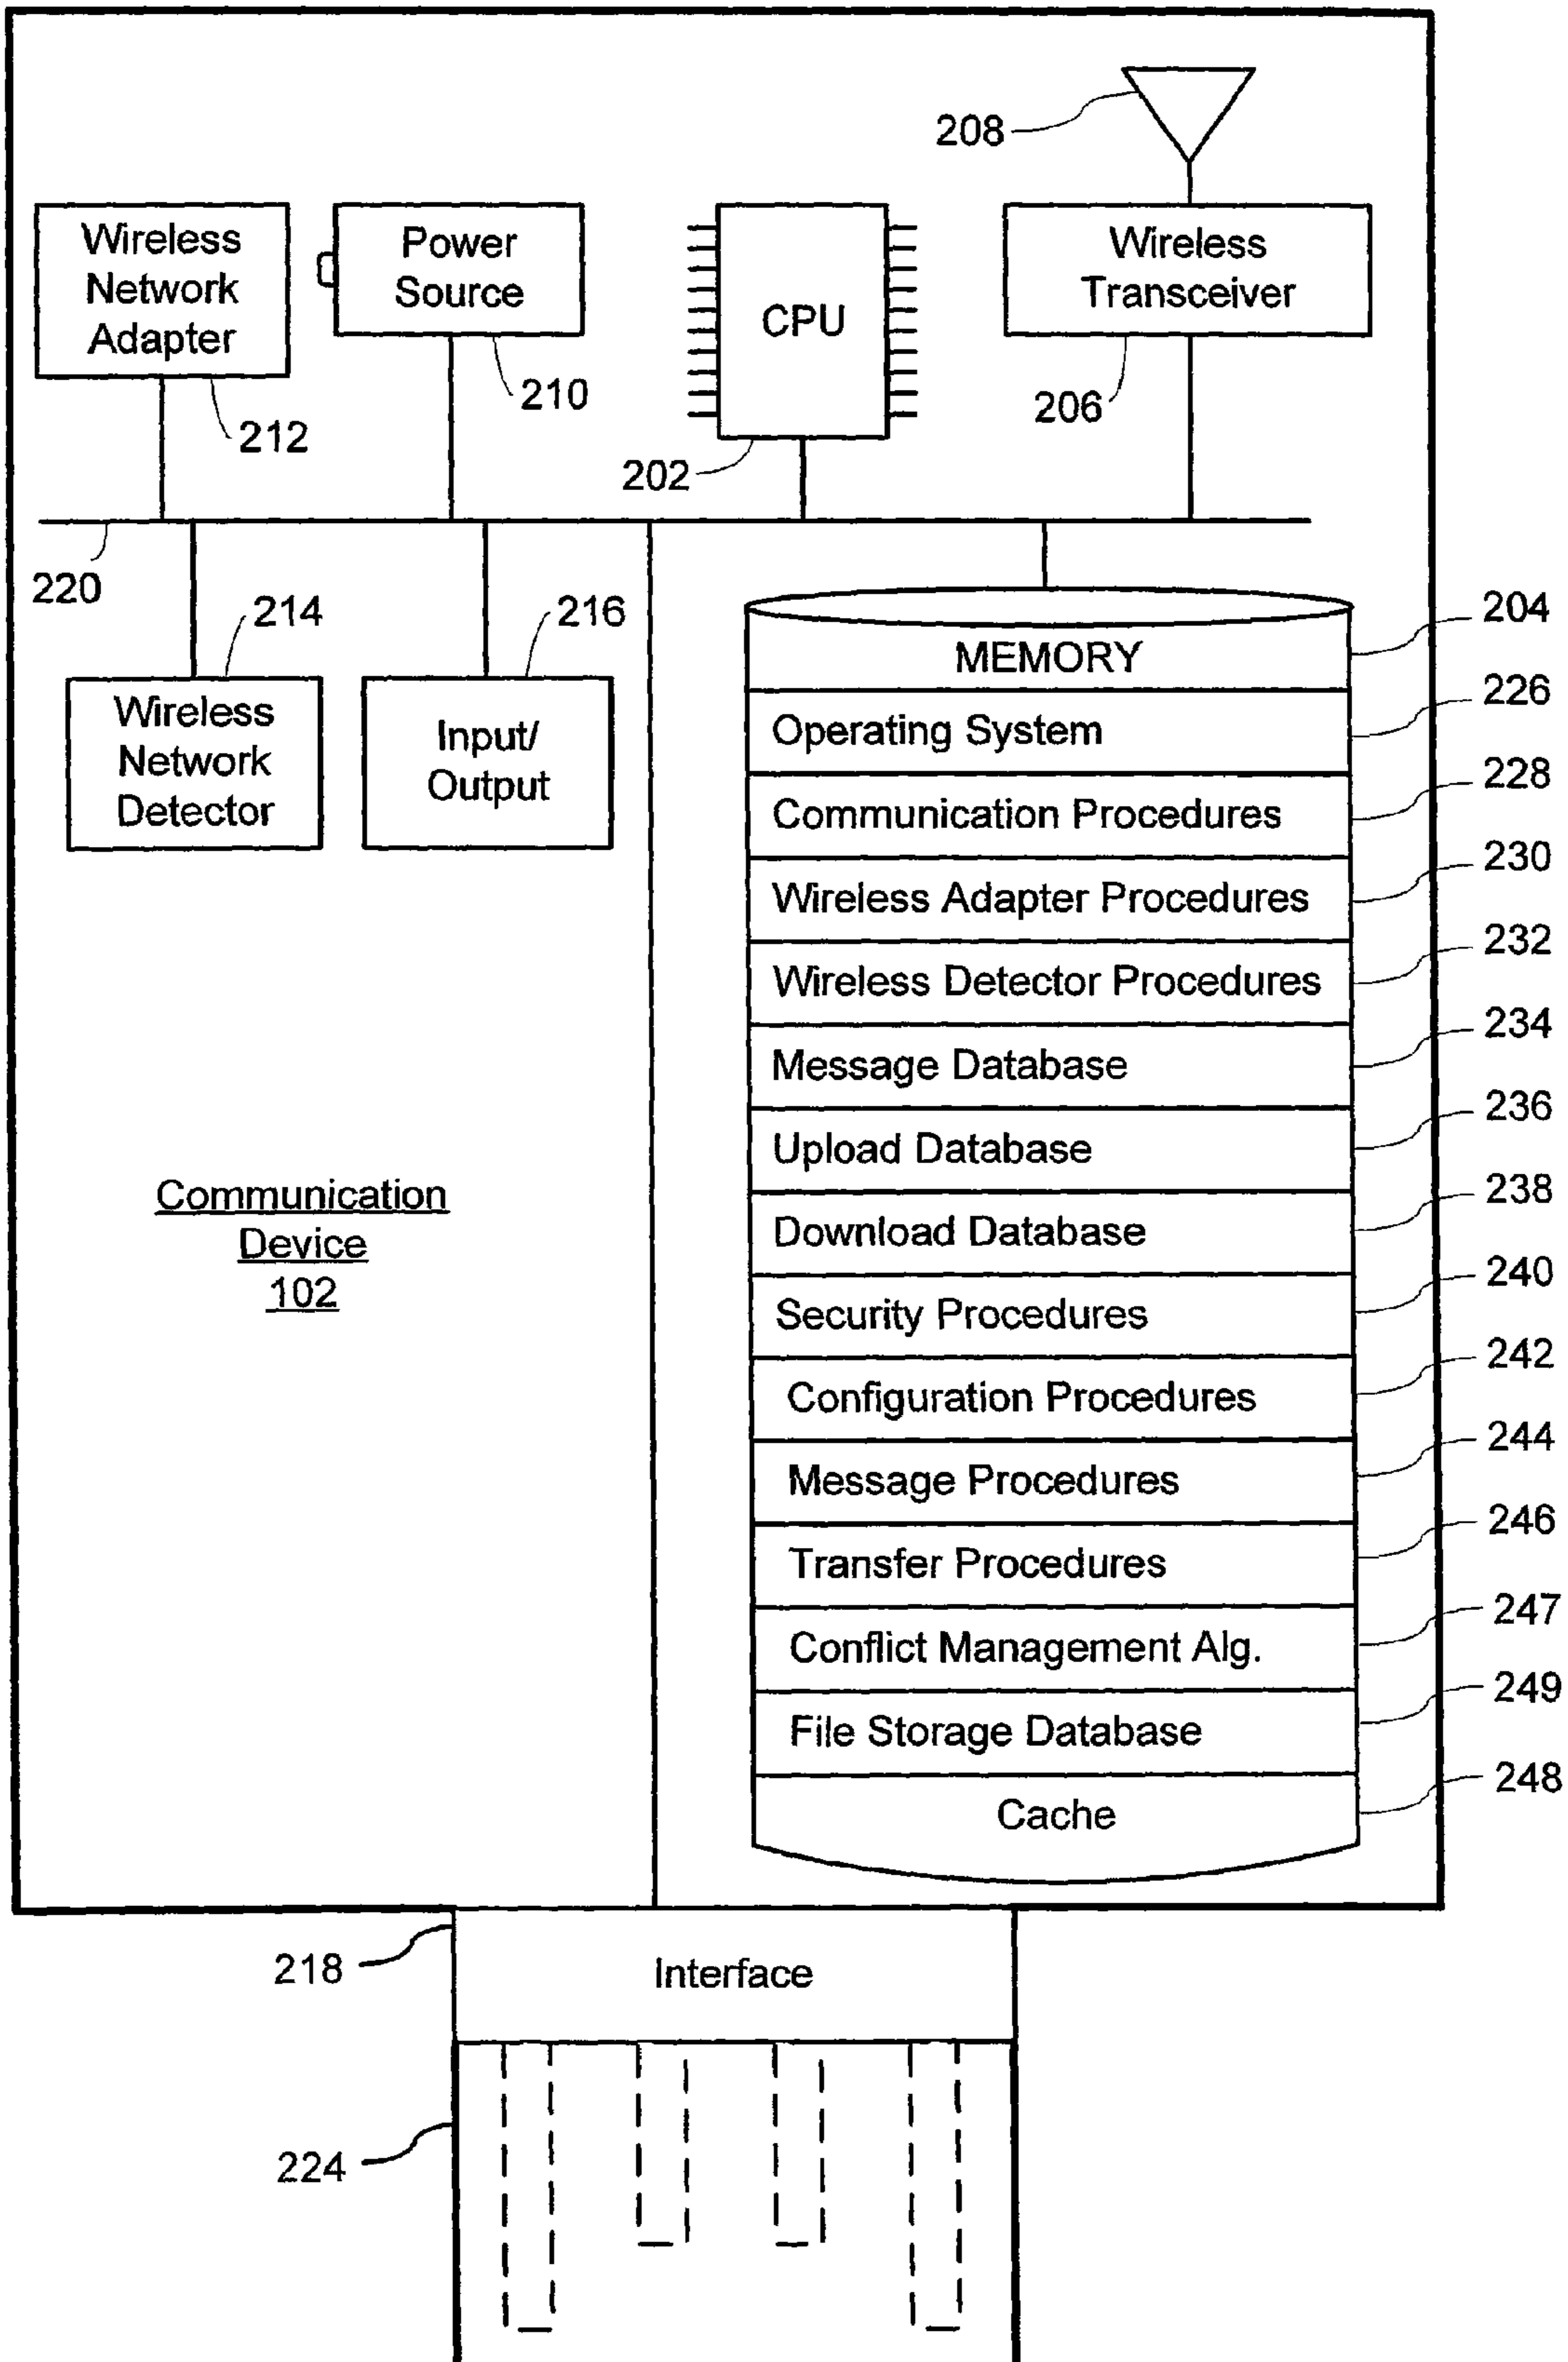 208
Wireless
Network
Adapter
Power
Source
CPU
Wireless
Transceiver
212
210
202
206
220
214
216
Wireless
Network
Detector
Input/
Output
MEMORY
204
Operating System
226
Communication Procedures
228
Wireless Adapter Procedures
230
Wireless Detector Procedures
232
Message Database
234
Upload Database
236
Download Database
238
Security Procedures
240
Configuration Procedures
242
Message Procedures
244
Transfer Procedures
246
Conflict Management Alg.
247
File Storage Database
249
Cache
248
Communication
Device
102
218
Interface
224